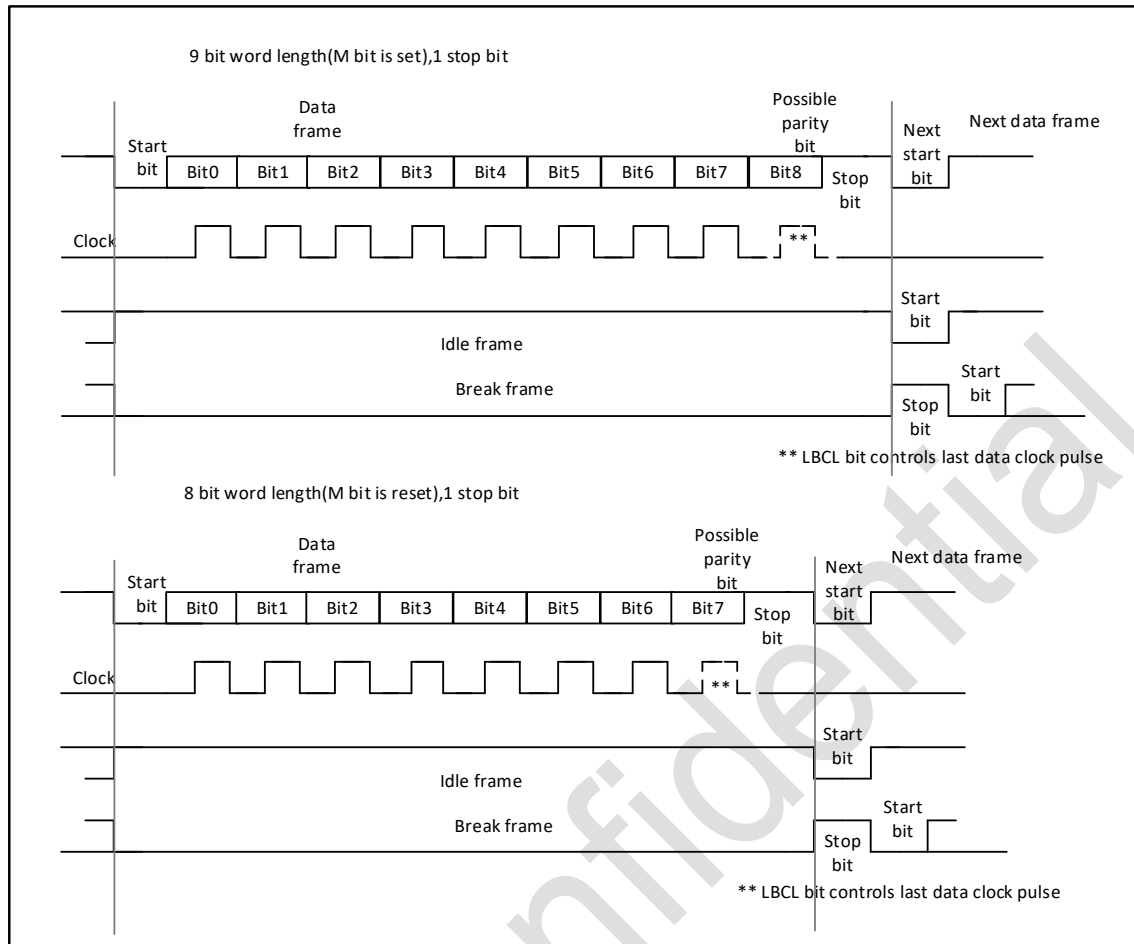 9 bit word length(M bit is set),1 stop bit
Data
frame
Possible
parity
bit
Next data frame
Start
bit
Next
start
bit
Bit0 Bit1 Bit2 Bit3 Bit4 Bit5 Bit6 Bit7 Bit8
Stop
bit
Clock
**
Start
bit
Idle frame
Break frame
Start
bit
Stop
bit
** LBCL bit controls last data clock pulse
8 bit word length(M bit is reset),1 stop bit
Data
frame
Possible
parity
bit
Next data frame
Start
bit
Next
start
bit
Bit0 Bit1 Bit2 Bit3 Bit4 Bit5 Bit6 Bit7
Stop
bit
Clock
**
Start
bit
Idle frame
Break frame
Start
bit
Stop
bit
** LBCL bit controls last data clock pulse
nfidential